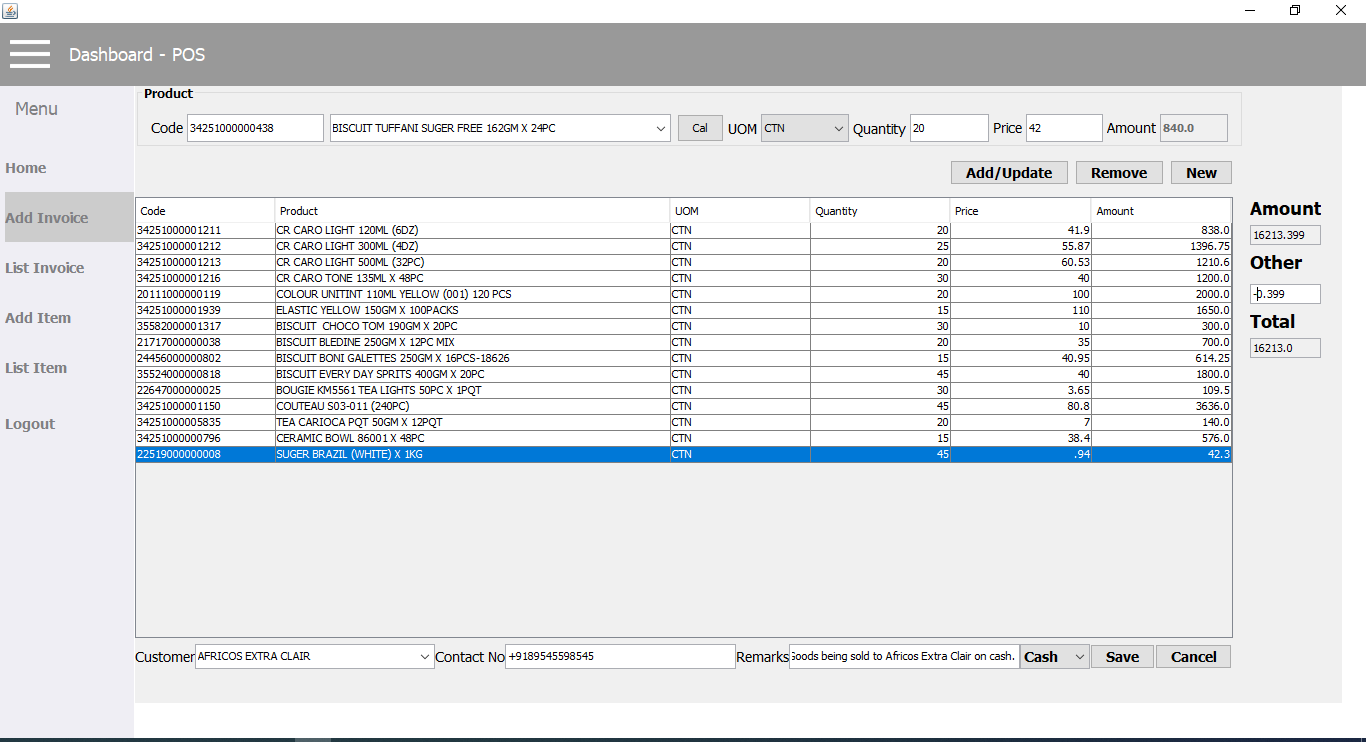 Dashboard - POS
Menu
Home
Add Invoice
List Invoice
Add Item
List Item
Logout
Product
Code 34251000000438 BISCUIT TUFFANI SUGER FREE 162GM X 24PC Cal UOM CTN Quantity 20 Price 42 Amount 840.0
Add/Update Remove New
Code Product UOM Quantity Price Amount
34251000001211 CR CARO LIGHT 120ML (6DZ) CTN 20 41.9 838.0
34251000001212 CR CARO LIGHT 300ML (4DZ) CTN 25 55.87 1396.75
34251000001213 CR CARO LIGHT 500ML (32PC) CTN 20 60.53 1210.6
34251000001216 CR CARO TONE 135ML X 48PC CTN 30 40 1200.0
20111000000119 COLOUR UNITINT 110ML YELLOW (001) 120 PCS CTN 20 100 2000.0
34251000001939 ELASTIC YELLOW 150GM X 100PACKS CTN 15 110 1650.0
35582000001317 BISCUIT CHOCO TOM 190GM X 20PC CTN 30 10 300.0
21717000000038 BISCUIT BLEDINE 250GM X 12PC MIX CTN 20 35 700.0
24456000000802 BISCUIT BONI GALETTES 250GM X 16PCS-18626 CTN 15 40.95 614.25
35524000000818 BISCUIT EVERY DAY SPRITS 400GM X 20PC CTN 45 40 1800.0
22647000000025 BOUGIE KM5561 TEA LIGHTS 50PC X 1PQT CTN 30 3.65 109.5
34251000001150 COUTEAU S03-011 (240PC) CTN 45 80.8 3636.0
34251000005835 TEA CARIOCA PQT 50GM X 12PQT CTN 20 7 140.0
34251000000796 CERAMIC BOWL 86001 X 48PC CTN 15 38.4 576.0
22519000000008 SUGER BRAZIL (WHITE) X 1KG CTN 45 .94 42.3
Amount
16213.399
Other
-0.399
Total
16213.0
Customer AFRICOS EXTRA CLAIR Contact No +9189545598545 Remarks Goods being sold to Africos Extra Clair on cash. Cash Save Cancel